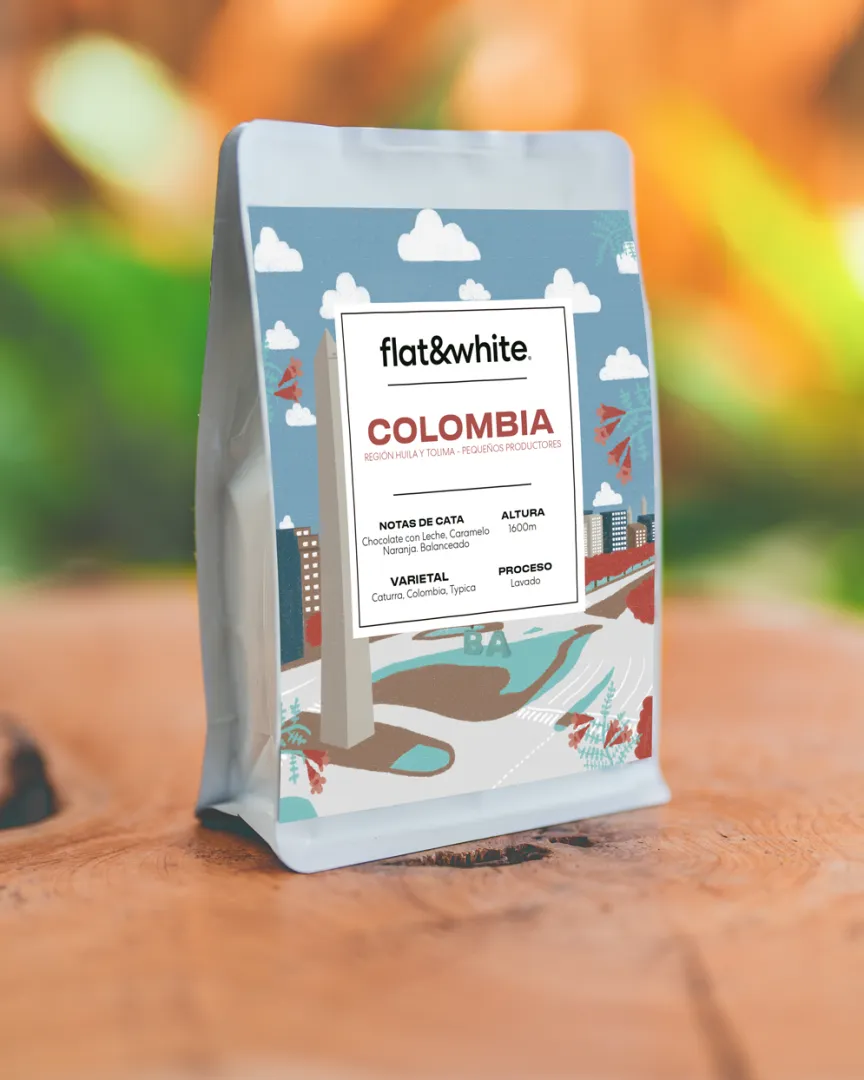 flat&white.
COLOMBIA
REGIÓN HUILA Y TOLIMA - PEQUEÑOS PRODUCTORES
NOTAS DE CATA
Chocolate con Leche, Caramelo
Naranja. Balanceado
ALTURA
1600m
VARIETAL
Caturra, Colombia, Typica
PROCESO
Lavado
BA